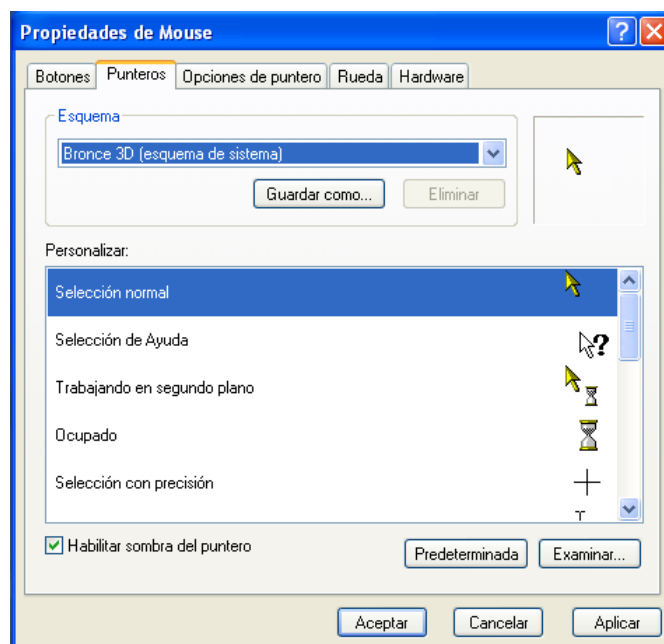 Propiedades de Mouse
Botones Punteros Opciones de puntero Rueda Hardware
Esquema
Bronce 3D (esquema de sistema)
Guardar como... Eliminar
Personalizar:
Selección normal
Selección de Ayuda
Trabajando en segundo plano
Ocupado
Selección con precisión
Habilitar sombra del puntero
Predeterminada Examinar...
Aceptar Cancelar Aplicar